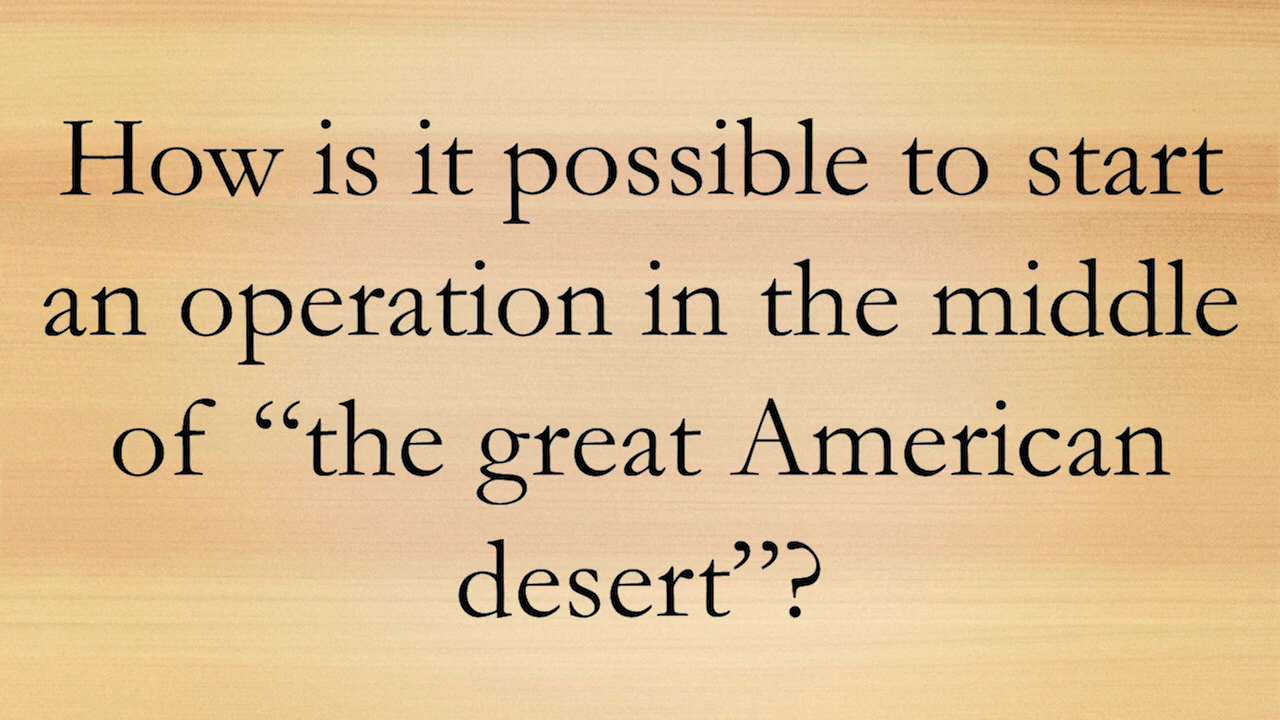 How is it possible to start
an operation in the middle
of “the great American
desert”?